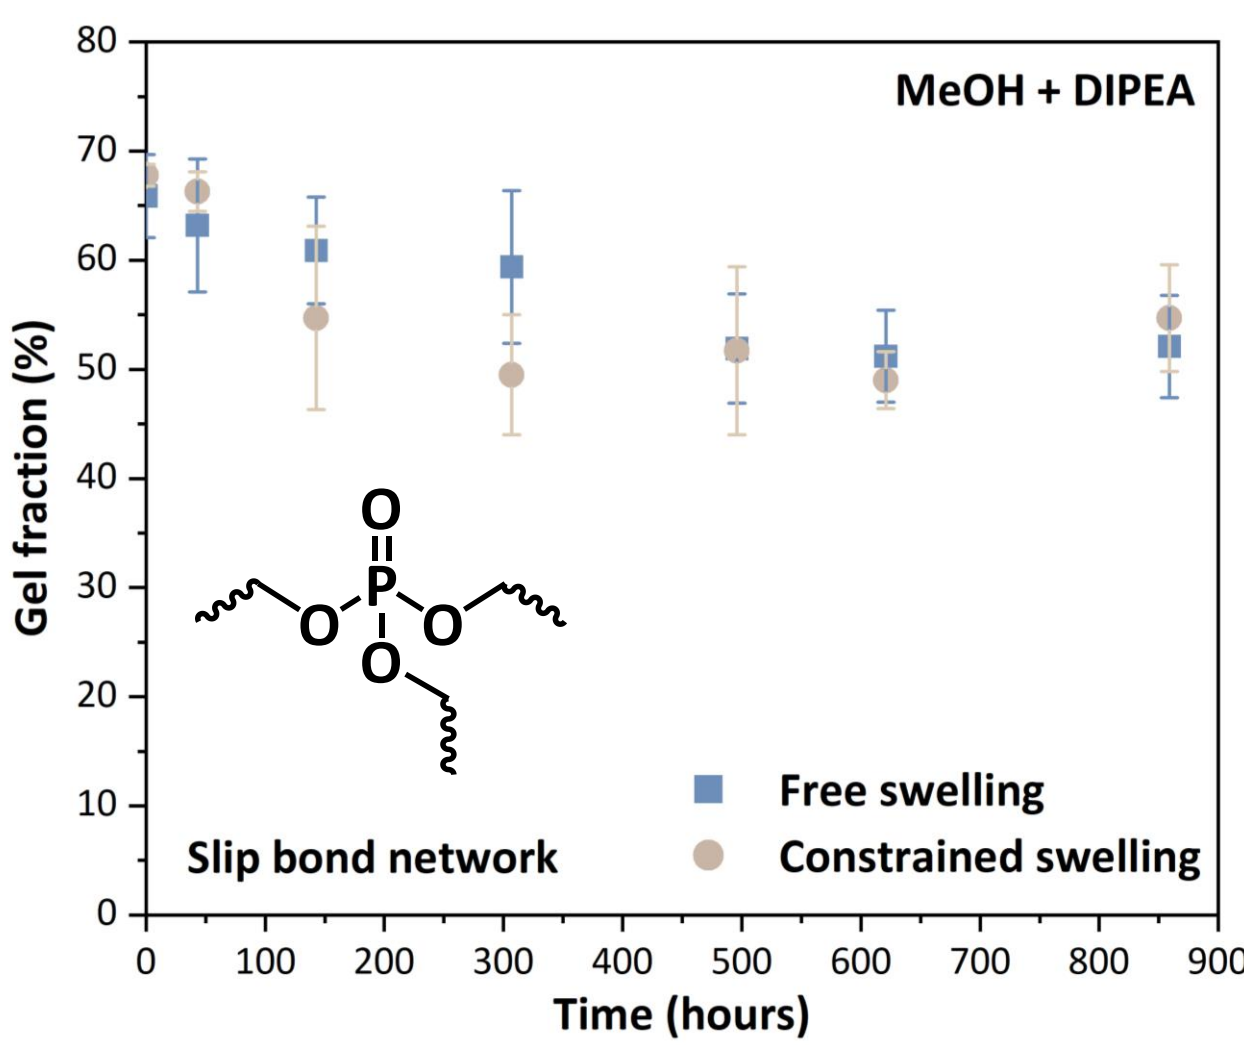 MeOH + DIPEA
80
70
60
50
40
30
20
10
0
Gel fraction (%)
O
P
O O
O
Free swelling
Slip bond network
Constrained swelling
0 100 200 300 400 500 600 700 800 900
Time (hours)